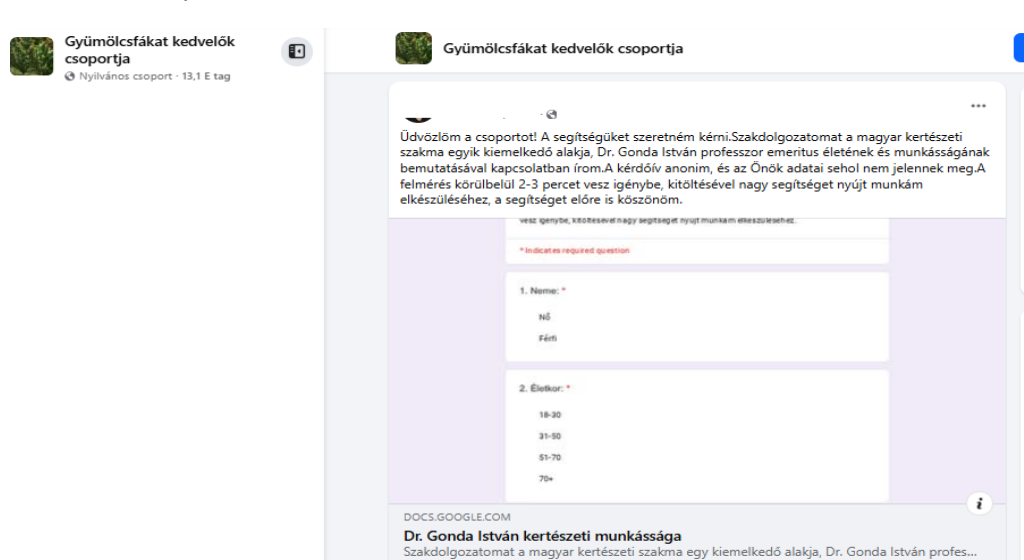 Gyümölcsfákat kedvelők
csoportja
Nyilvános csoport · 13,1 E tag
Gyümölcsfákat kedvelők csoportja
Üdvözlöm a csoportot! A segítségüket szeretném kérni.Szakdolgozatomat a magyar kertészeti
szakma egyik kiemelkedő alakja, Dr. Gonda István professzor emeritus életének és munkásságának
bemutatásával kapcsolatban írom.A kérdőív anonim, és az Önök adatai sehol nem jelennek meg.A
felmérés körülbelül 2-3 percet vesz igénybe, kitöltésével nagy segítséget nyújt munkám
elkészüléséhez, a segítséget előre is köszönöm.
vesz igénybe, kitöltésével nagy segítséget nyújt munkám elkészüléséhez.
* Indicates required question
1. Neme: *
Nő
Férfi
2. Életkor: *
18-30
31-50
51-70
70+
DOCS.GOOGLE.COM
Dr. Gonda István kertészeti munkássága
Szakdolgozatomat a magyar kertészeti szakma egy kiemelkedő alakja, Dr. Gonda István profes...